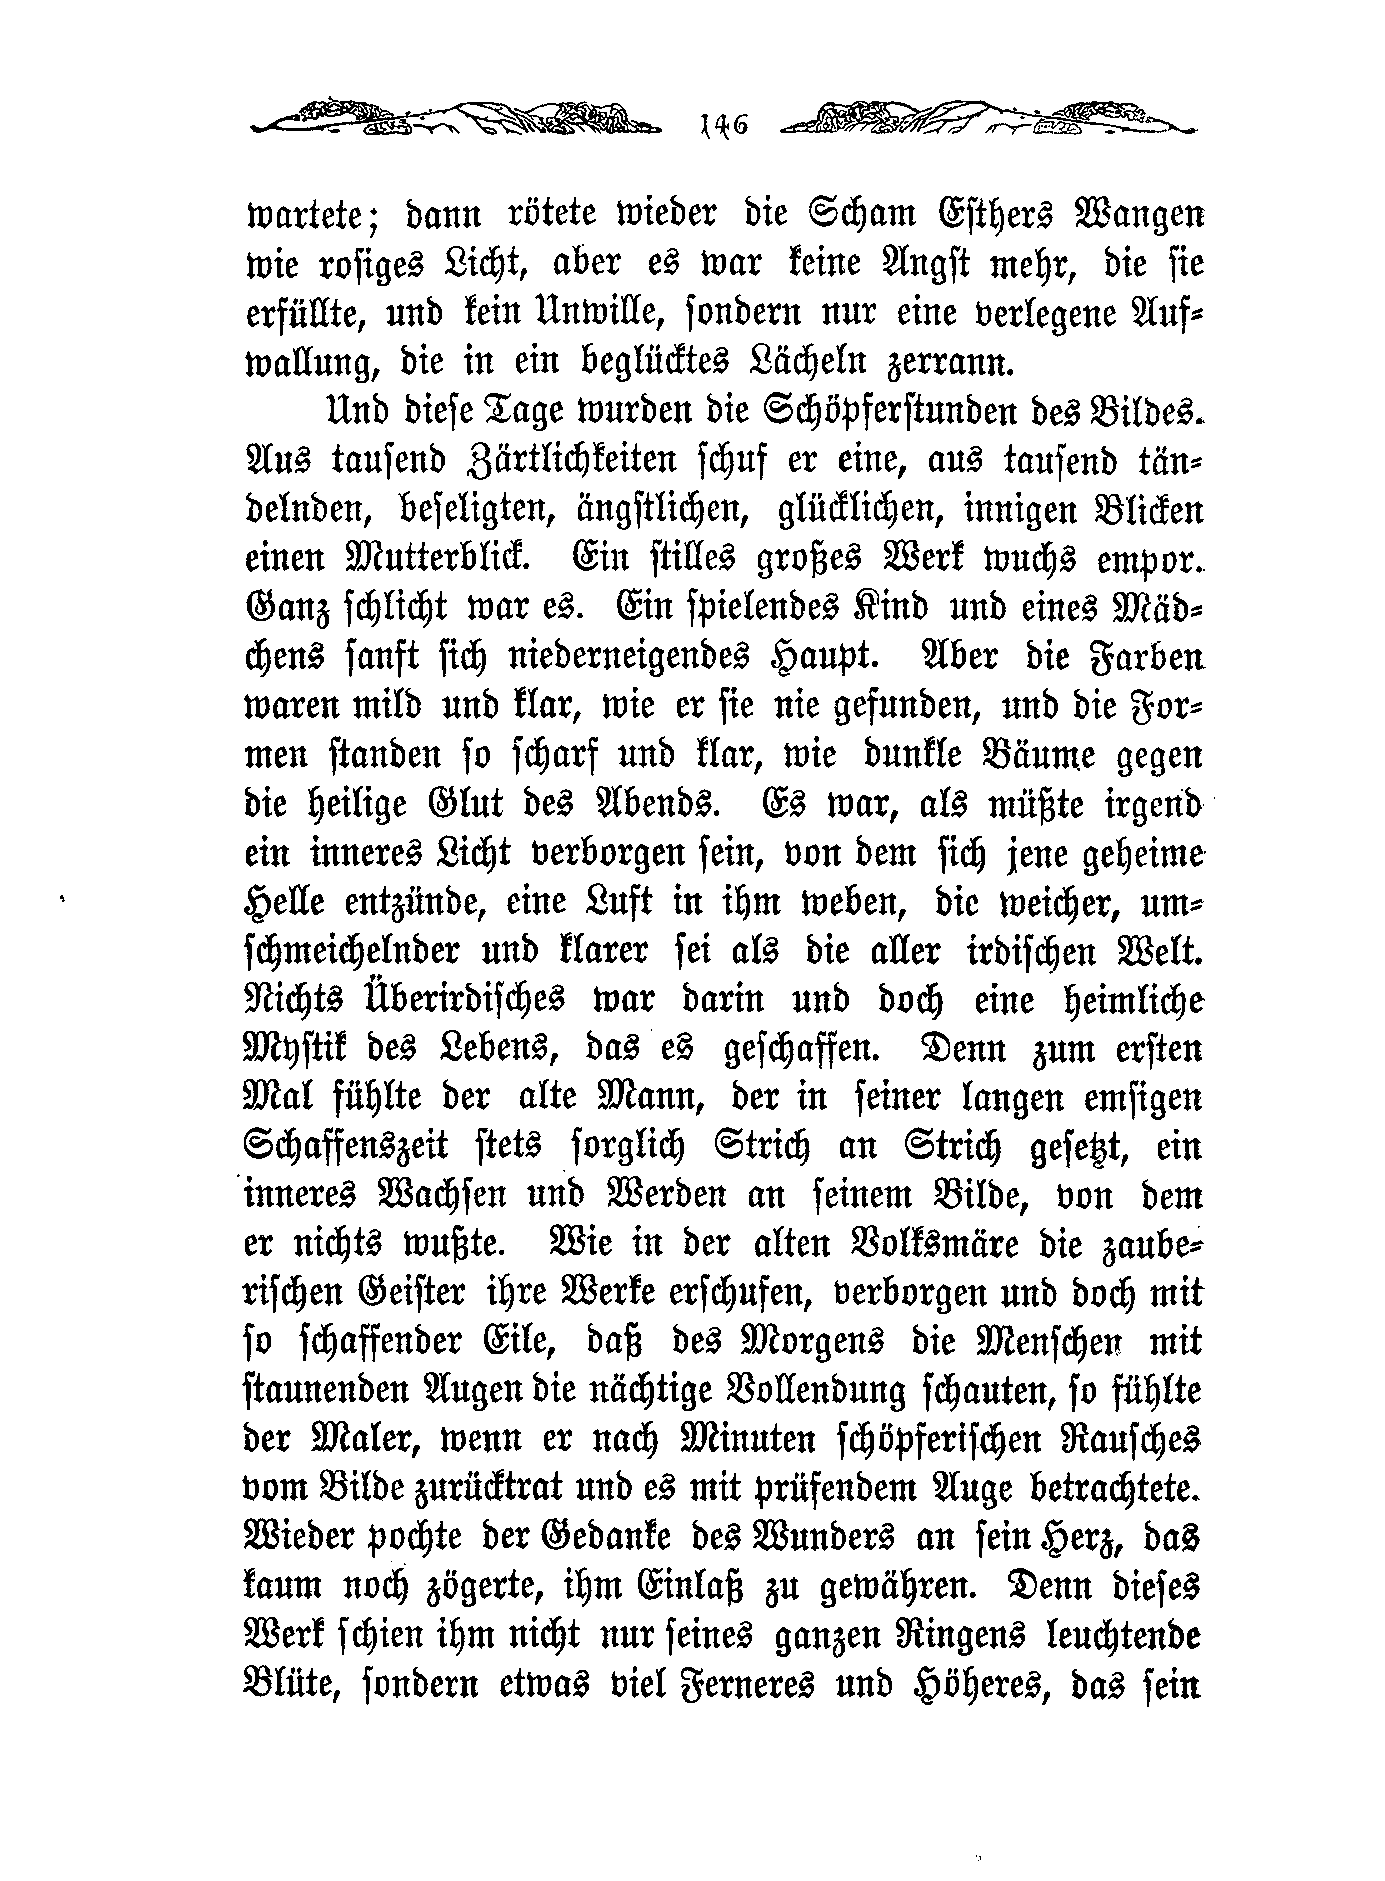 146
wartete; dann rötete wieder die Scham Esthers Wangen
wie rosiges Licht, aber es war keine Angst mehr, die sie
erfüllte, und kein Unwille, sondern nur eine verlegene Auf-
wallung, die in ein beglücktes Lächeln zerrann.
Und diese Tage wurden die Schöpferstunden des Bildes.
Aus tausend Zärtlichkeiten schuf er eine, aus tausend tän-
delnden, beseligten, ängstlichen, glücklichen, innigen Blicken
einen Mutterblick. Ein stilles großes Werk wuchs empor.
Ganz schlicht war es. Ein spielendes Kind und eines Mäd-
chens sanft sich niederneigendes Haupt. Aber die Farben
waren mild und klar, wie er sie nie gefunden, und die For-
men standen so scharf und klar, wie dunkle Bäume gegen
die heilige Glut des Abends. Es war, als müßte irgend
ein inneres Licht verborgen sein, von dem sich jene geheime
Helle entzünde, eine Luft in ihm weben, die weicher, um-
schmeichelnder und klarer sei als die aller irdischen Welt.
Nichts Überirdisches war darin und doch eine heimliche
Mystik des Lebens, das es geschaffen. Denn zum ersten
Mal fühlte der alte Mann, der in seiner langen emsigen
Schaffenszeit stets sorglich Strich an Strich gesetzt, ein
inneres Wachsen und Werden an seinem Bilde, von dem
er nichts wußte. Wie in der alten Volksmäre die zaube-
rischen Geister ihre Werke erschufen, verborgen und doch mit
so schaffender Eile, daß des Morgens die Menschen mit
staunenden Augen die nächtige Vollendung schauten, so fühlte
der Maler, wenn er nach Minuten schöpferischen Rausches
vom Bilde zurücktrat und es mit prüfendem Auge betrachtete.
Wieder pochte der Gedanke des Wunders an sein Herz, das
kaum noch zögerte, ihm Einlaß zu gewähren. Denn dieses
Werk schien ihm nicht nur seines ganzen Ringens leuchtende
Blüte, sondern etwas viel Ferneres und Höheres, das sein